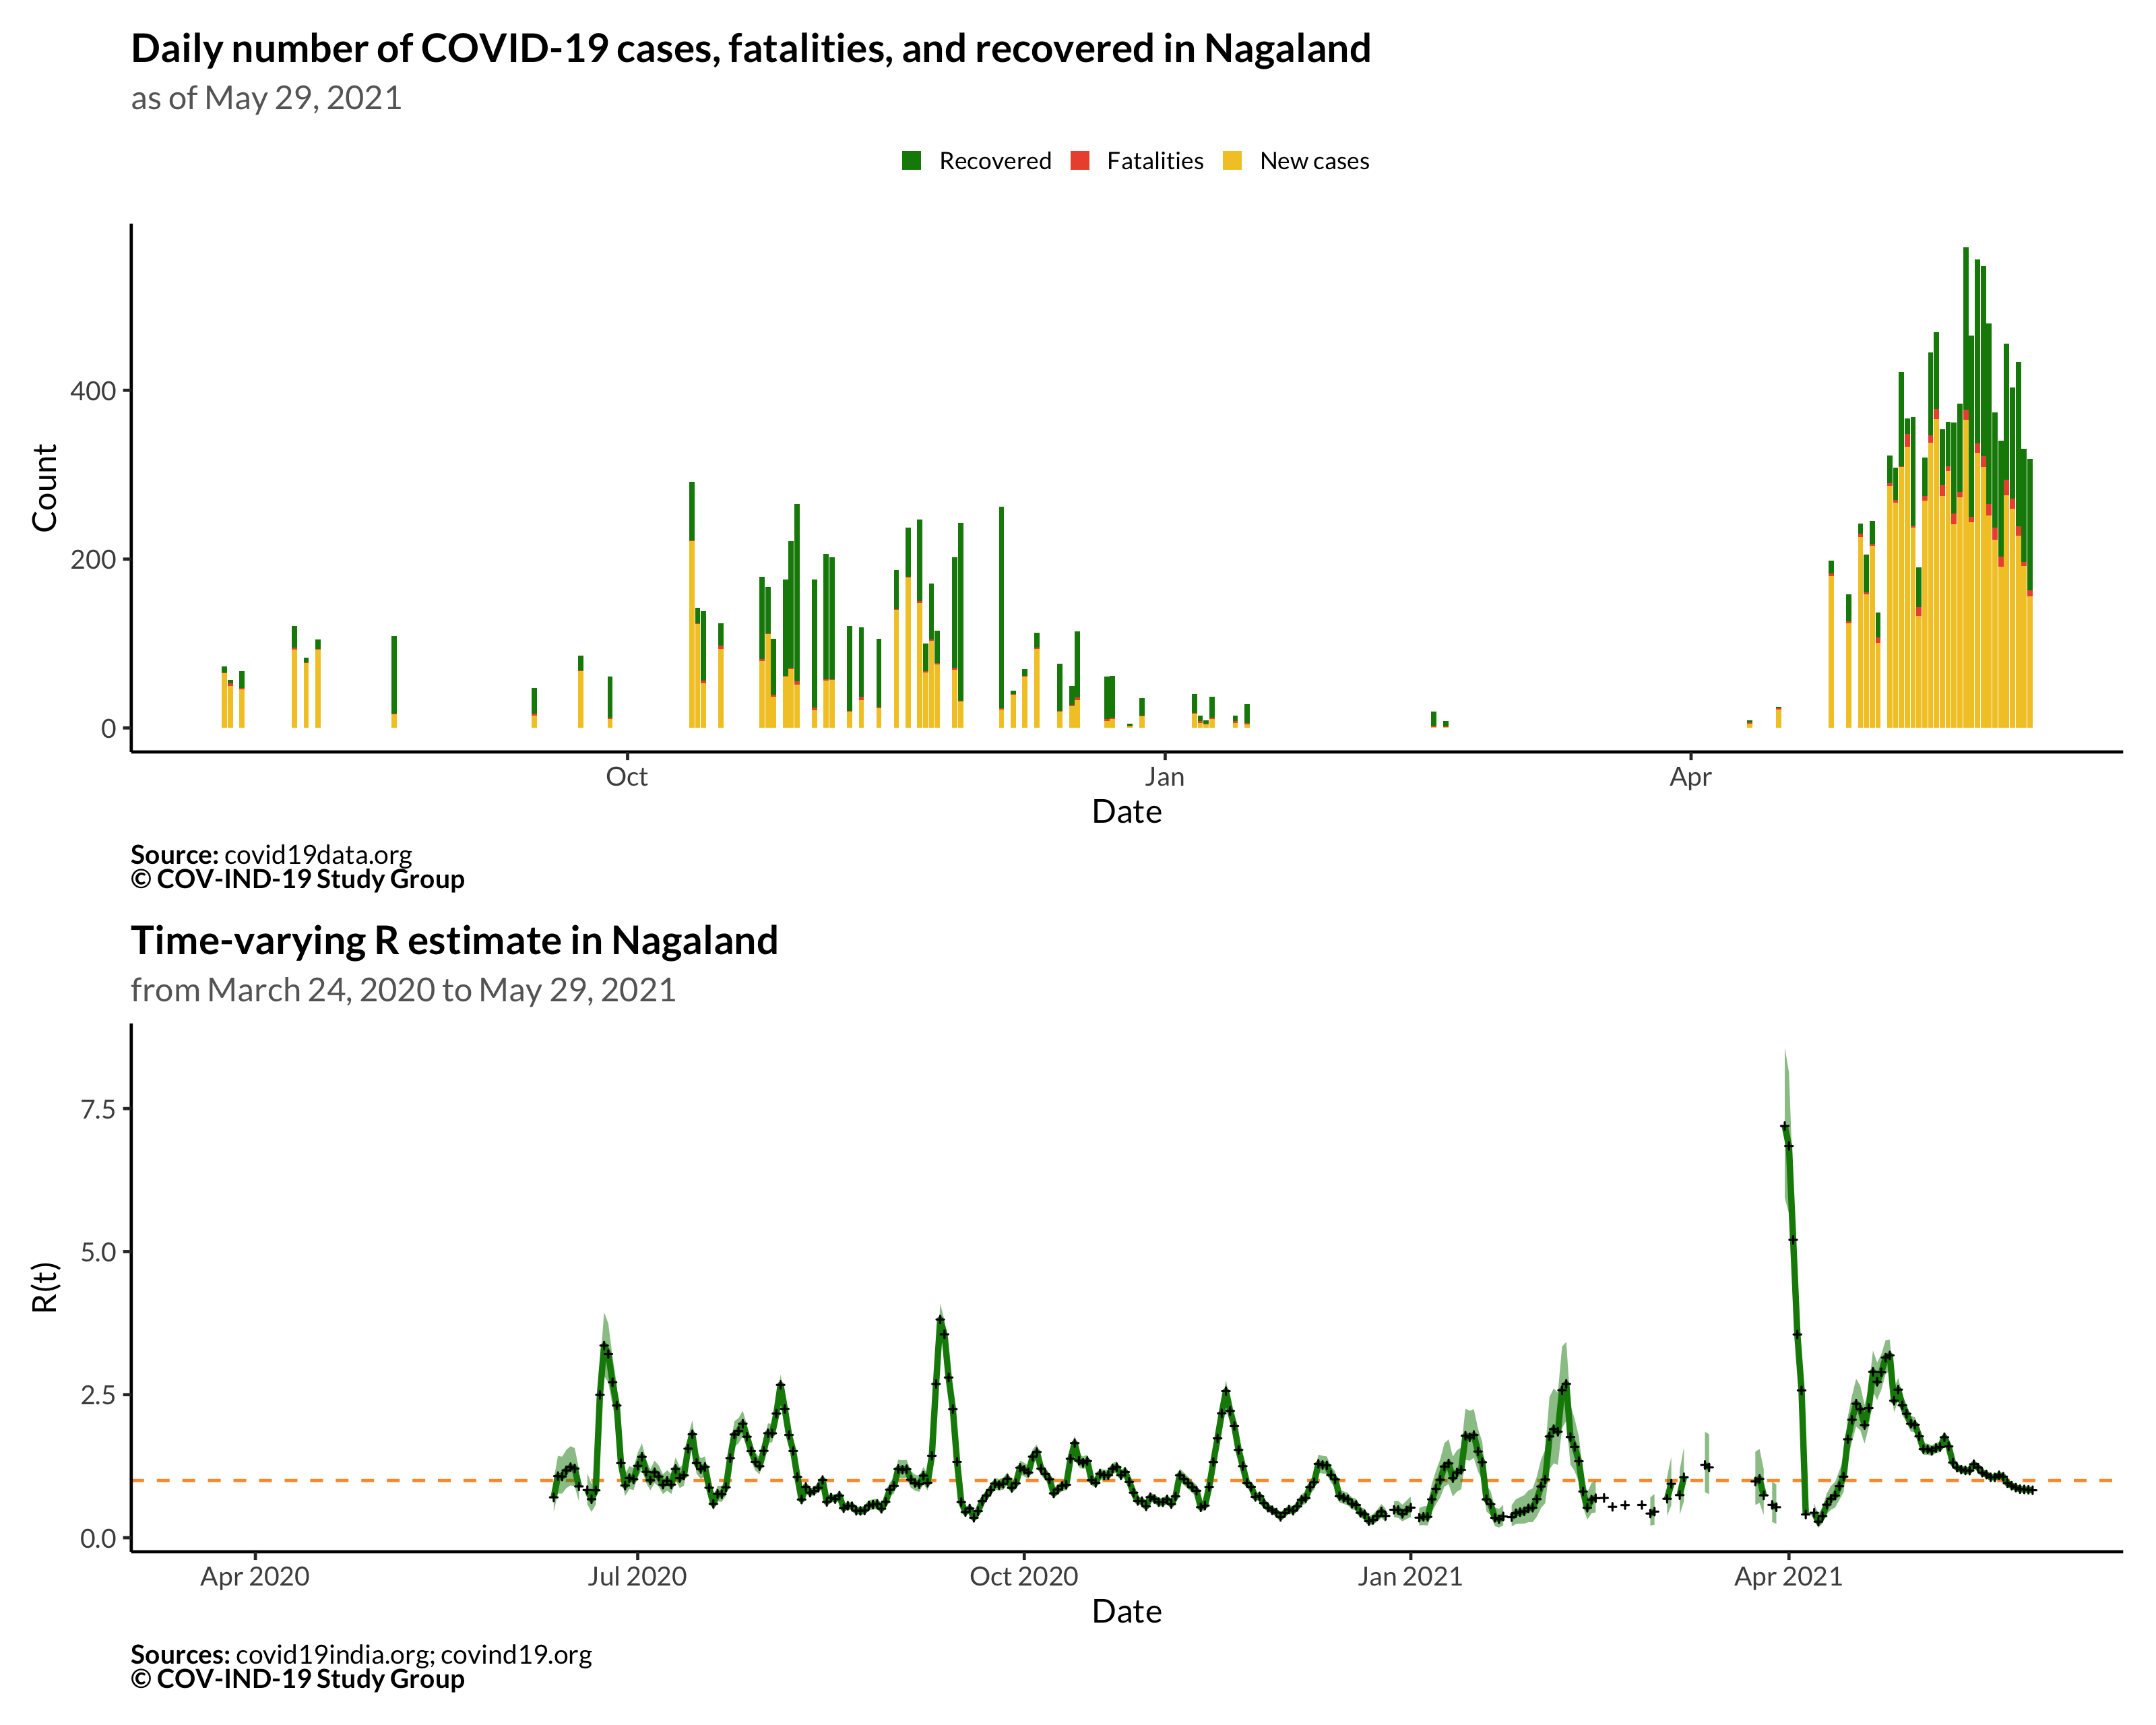 Daily number of COVID-19 cases, fatalities, and recovered in Nagaland
as of May 29, 2021
Recovered Fatalities New cases
Count
400
200
0
Oct Jan Apr
Date
Source: covid19data.org
© COV-IND-19 Study Group
Time-varying R estimate in Nagaland
from March 24, 2020 to May 29, 2021
R(t)
7.5
5.0
2.5
0.0
Apr 2020 Jul 2020 Oct 2020 Jan 2021 Apr 2021
Date
Sources: covid19india.org; covind19.org
© COV-IND-19 Study Group